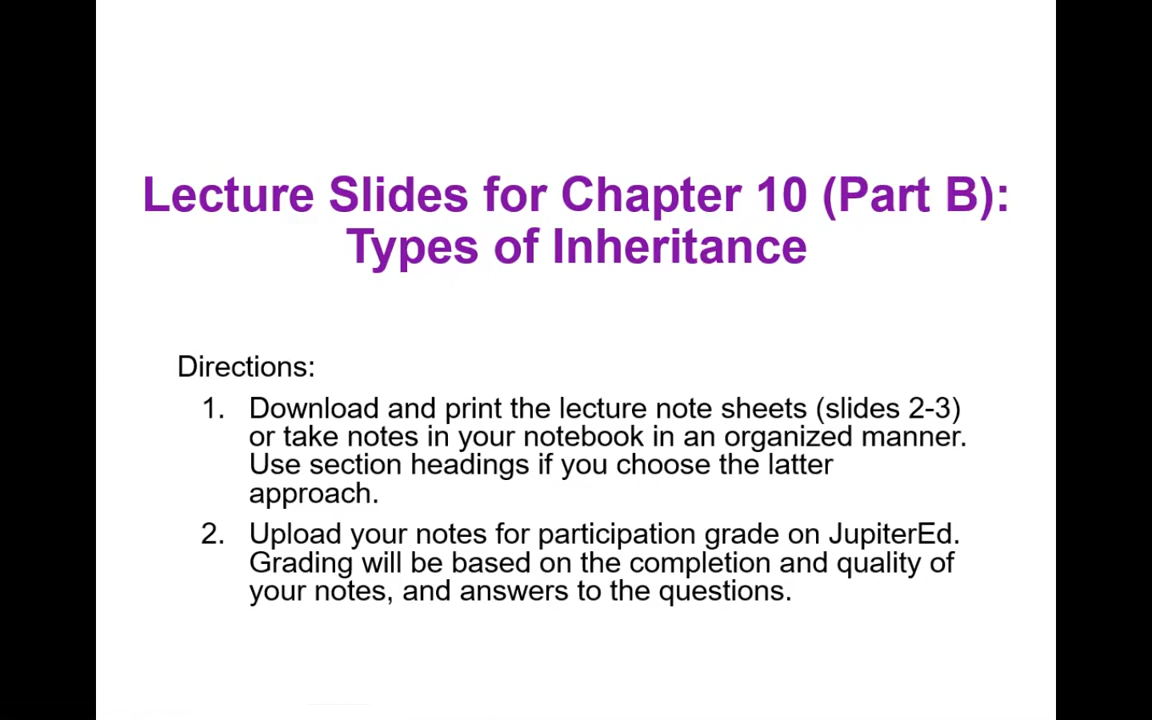 Lecture Slides for Chapter 10 (Part B):
Types of Inheritance
Directions:
1. Download and print the lecture note sheets (slides 2-3)
or take notes in your notebook in an organized manner.
Use section headings if you choose the latter
approach.
2. Upload your notes for participation grade on JupiterEd.
Grading will be based on the completion and quality of
your notes, and answers to the questions.